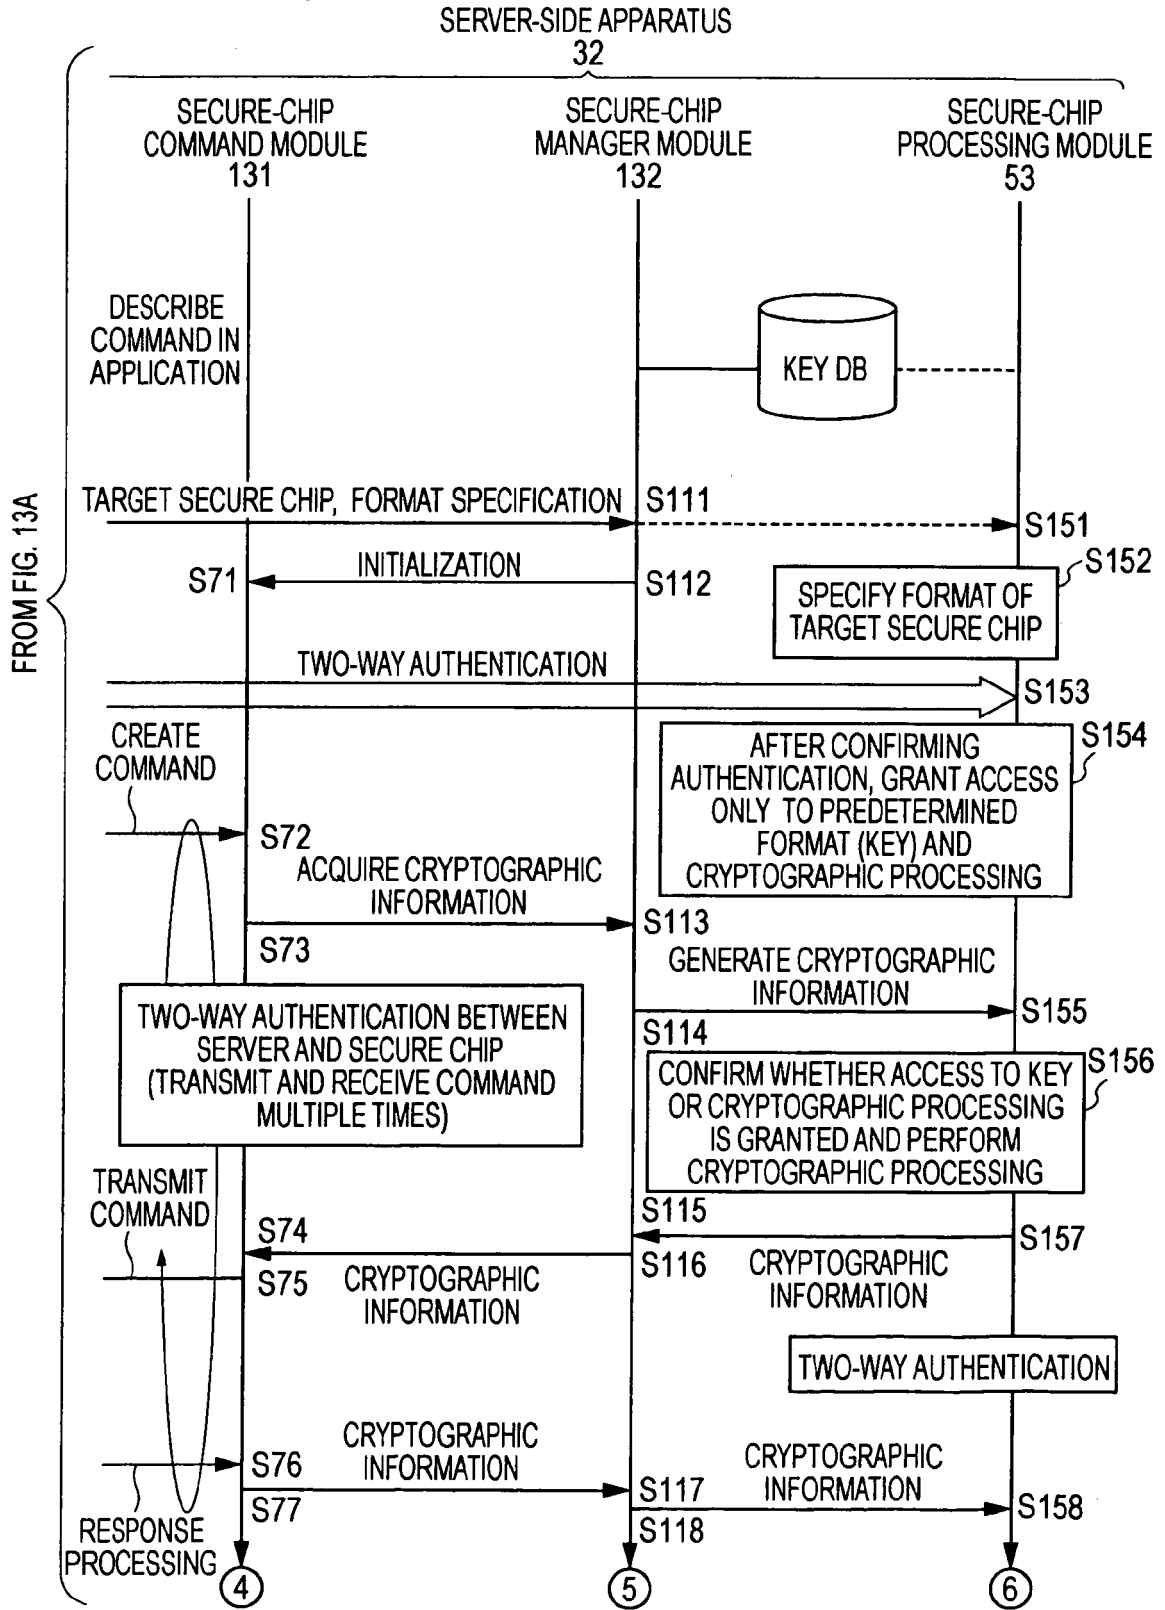 SERVER-SIDE APPARATUS
32
SECURE-CHIP
COMMAND MODULE
131
SECURE-CHIP
MANAGER MODULE
132
SECURE-CHIP
PROCESSING MODULE
53
FROM FIG. 13A
DESCRIBE
COMMAND IN
APPLICATION
KEY DB
TARGET SECURE CHIP, FORMAT SPECIFICATION
S111
S151
S71
INITIALIZATION
S112
S152
SPECIFY FORMAT OF
TARGET SECURE CHIP
TWO-WAY AUTHENTICATION
S153
CREATE
COMMAND
S154
AFTER CONFIRMING
AUTHENTICATION, GRANT ACCESS
ONLY TO PREDETERMINED
FORMAT (KEY) AND
CRYPTOGRAPHIC PROCESSING
S72
ACQUIRE CRYPTOGRAPHIC
INFORMATION
S113
S73
GENERATE CRYPTOGRAPHIC
INFORMATION
S155
S114
TWO-WAY AUTHENTICATION BETWEEN
SERVER AND SECURE CHIP
(TRANSMIT AND RECEIVE COMMAND
MULTIPLE TIMES)
S156
CONFIRM WHETHER ACCESS TO KEY
OR CRYPTOGRAPHIC PROCESSING
IS GRANTED AND PERFORM
CRYPTOGRAPHIC PROCESSING
TRANSMIT
COMMAND
S115
S157
S74
S116
S75
CRYPTOGRAPHIC
INFORMATION
CRYPTOGRAPHIC
INFORMATION
TWO-WAY AUTHENTICATION
CRYPTOGRAPHIC
INFORMATION
CRYPTOGRAPHIC
INFORMATION
S76
S117
S77
S158
S118
RESPONSE
PROCESSING
4
5
6